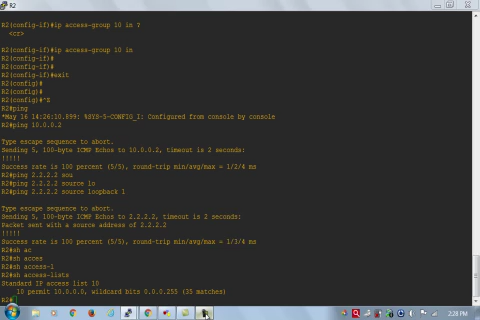 R2
R2(config-if)#ip access-group 10 in ?
<cr>
R2(config-if)#ip access-group 10 in
R2(config-if)#
R2(config-if)#
R2(config-if)#exit
R2(config)#
R2(config)#
R2(config)#^Z
R2#ping
*May 16 14:26:10.899: %SYS-5-CONFIG_I: Configured from console by console
R2#ping 10.0.0.2
Type escape sequence to abort.
Sending 5, 100-byte ICMP Echos to 10.0.0.2, timeout is 2 seconds:
!!!!!
Success rate is 100 percent (5/5), round-trip min/avg/max = 1/2/4 ms
R2#ping 2.2.2.2 sou
R2#ping 2.2.2.2 source lo
R2#ping 2.2.2.2 source loopback 1
Type escape sequence to abort.
Sending 5, 100-byte ICMP Echos to 2.2.2.2, timeout is 2 seconds:
Packet sent with a source address of 2.2.2.2
!!!!!
Success rate is 100 percent (5/5), round-trip min/avg/max = 1/3/4 ms
R2#sh ac
R2#sh acces
R2#sh access-l
R2#sh access-lists
Standard IP access list 10
10 permit 10.0.0.0, wildcard bits 0.0.0.255 (35 matches)
R2#
2:28 PM